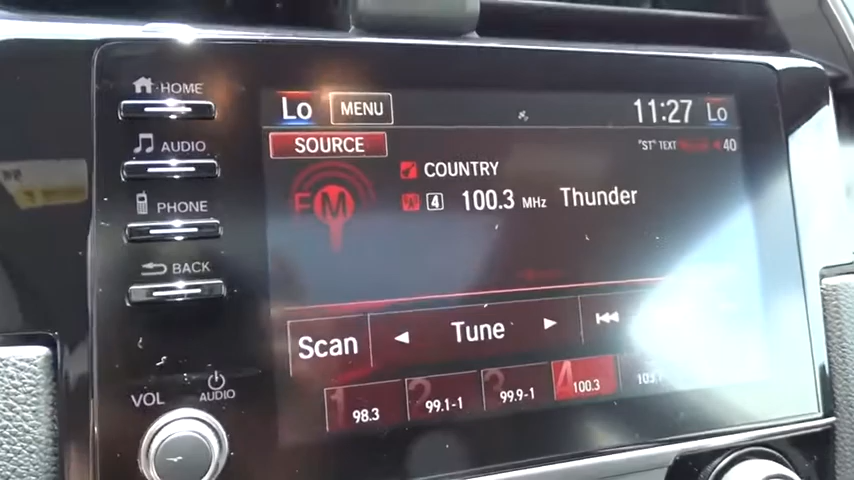 HOME
Lo MENU 11:27 Lo
AUDIO
SOURCE "ST" TEXT 40
COUNTRY
PHONE
FM 4 100.3 MHz Thunder
BACK
Scan Tune
VOL AUDIO
1 98.3 2 99.1-1 3 99.9-1 4 100.3